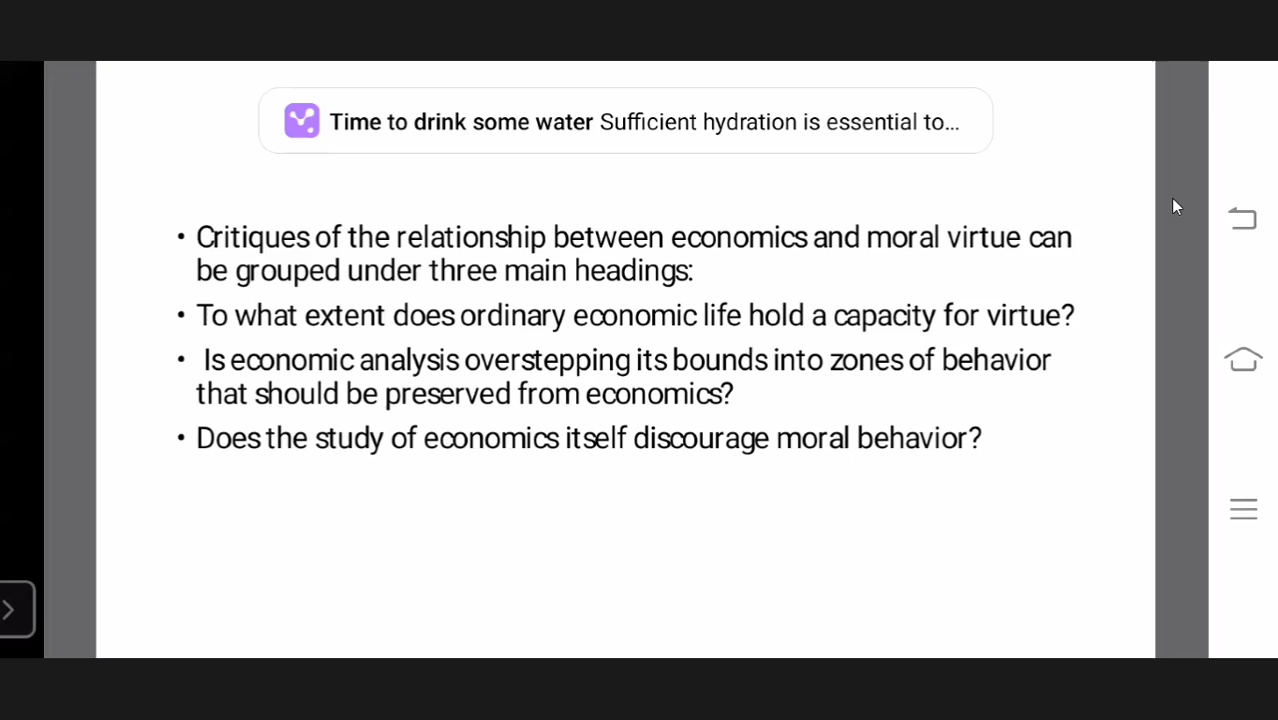 Time to drink some water Sufficient hydration is essential to...
• Critiques of the relationship between economics and moral virtue can
be grouped under three main headings:
• To what extent does ordinary economic life hold a capacity for virtue?
• Is economic analysis overstepping its bounds into zones of behavior
that should be preserved from economics?
• Does the study of economics itself discourage moral behavior?